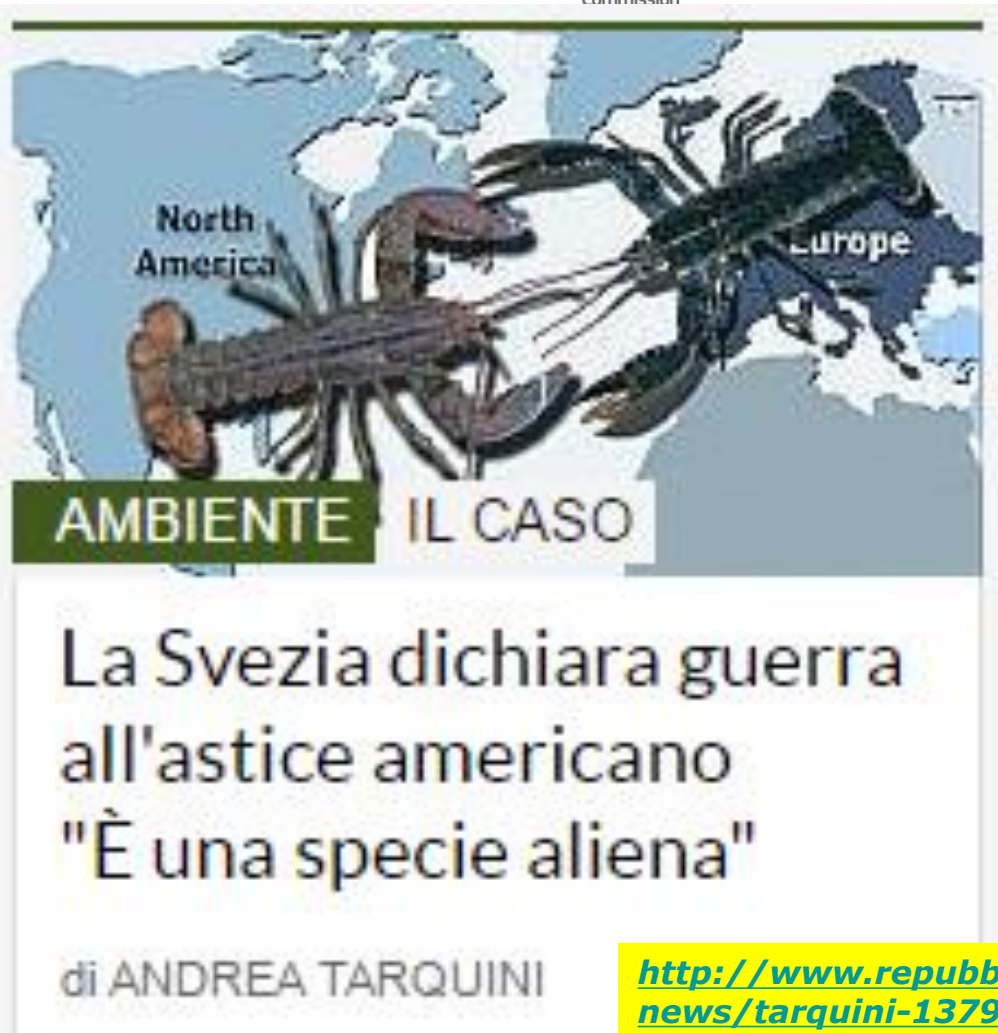 North
America
Europe
AMBIENTE IL CASO
La Svezia dichiara guerra
all'astice americano
"È una specie aliena"
di ANDREA TARQUINI
http://www.repubb
news/tarquini-1379